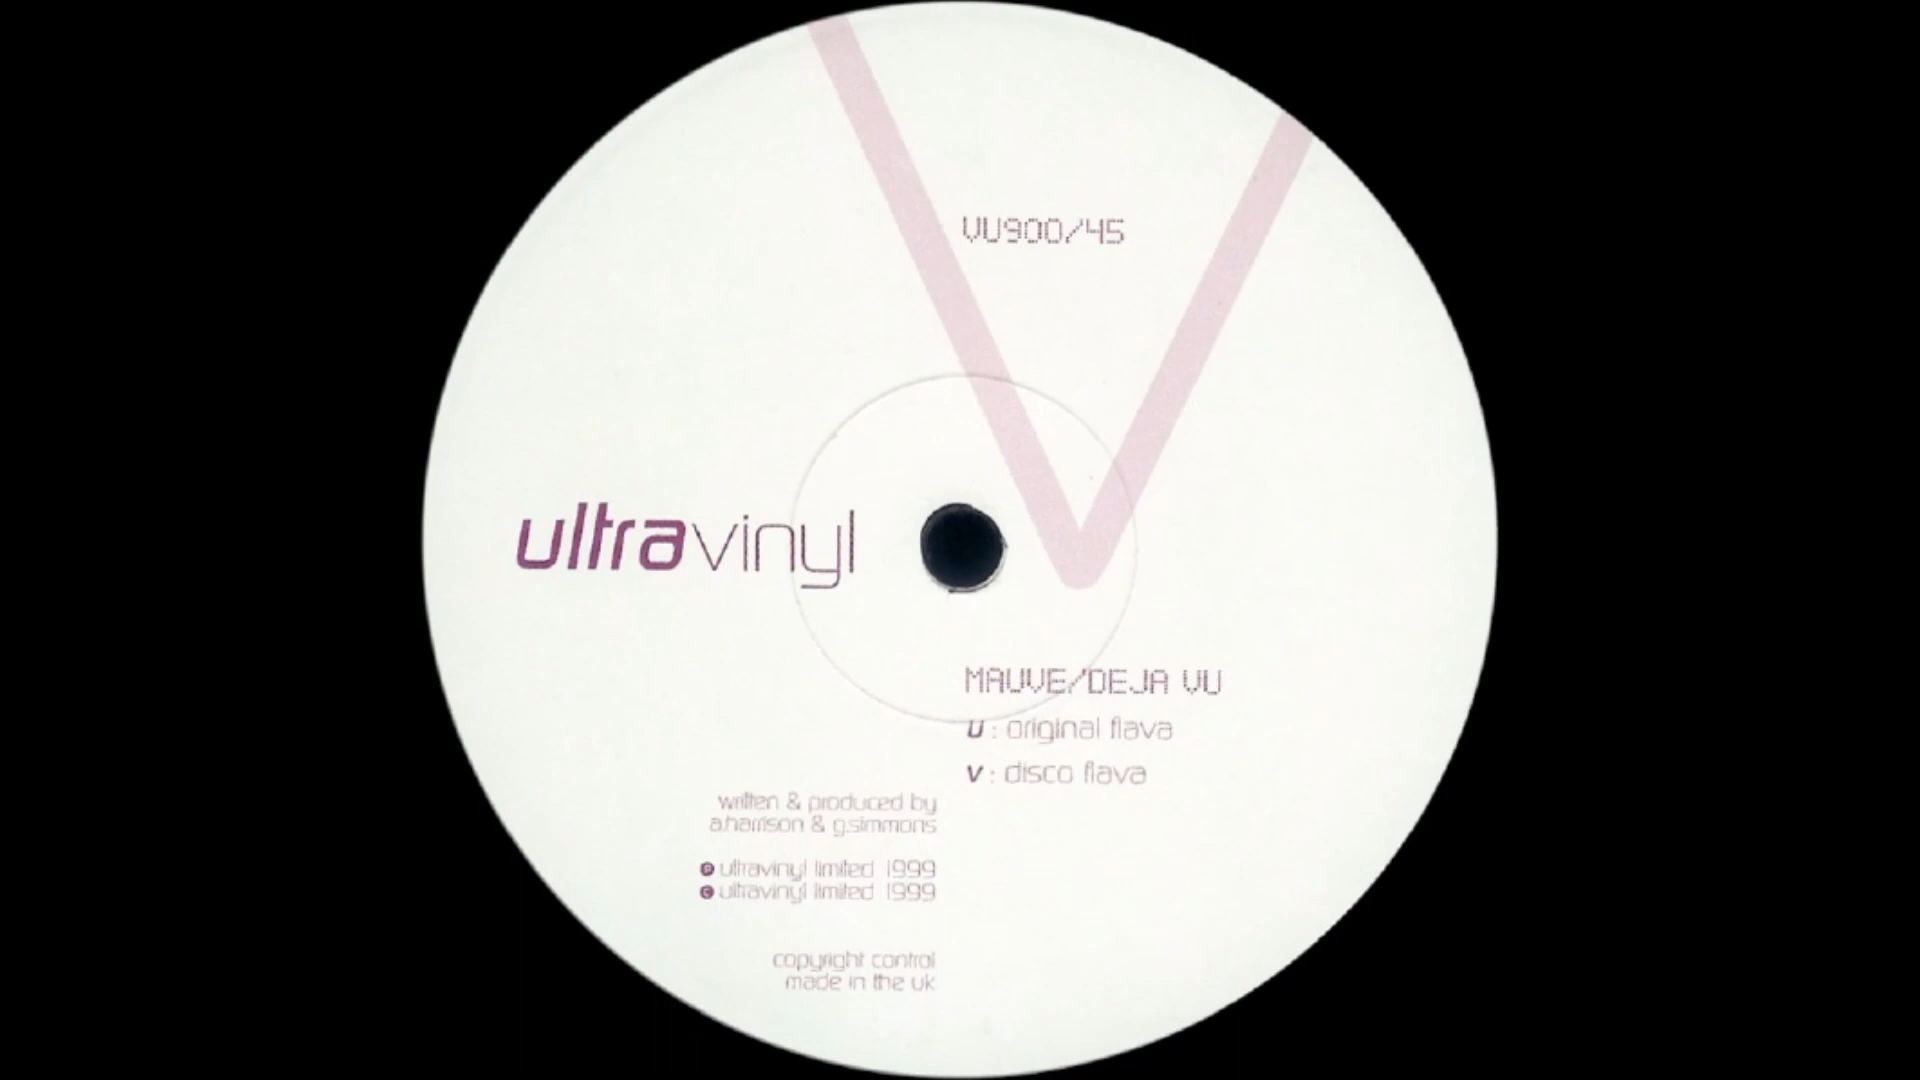 VU900/45
ultravinyl
MAUVE/DEJA VU
u : original flava
v : disco flava
written & produced by
a.harrison & g.simmons
℗ ultravinyl limited 1999
© ultravinyl limited 1999
copyright control
made in the uk